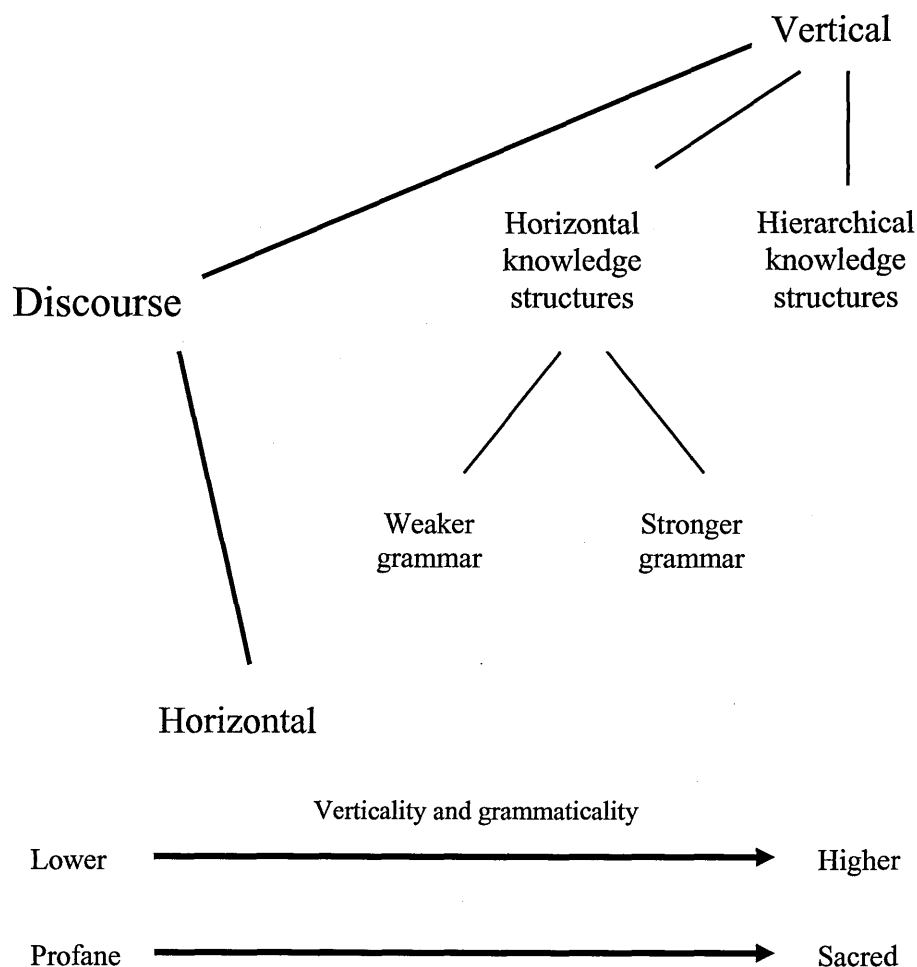 Vertical
Horizontal
knowledge
structures
Hierarchical
knowledge
structures
Discourse
Weaker
grammar
Stronger
grammar
Horizontal
Verticality and grammaticality
Lower
Higher
Profane
Sacred